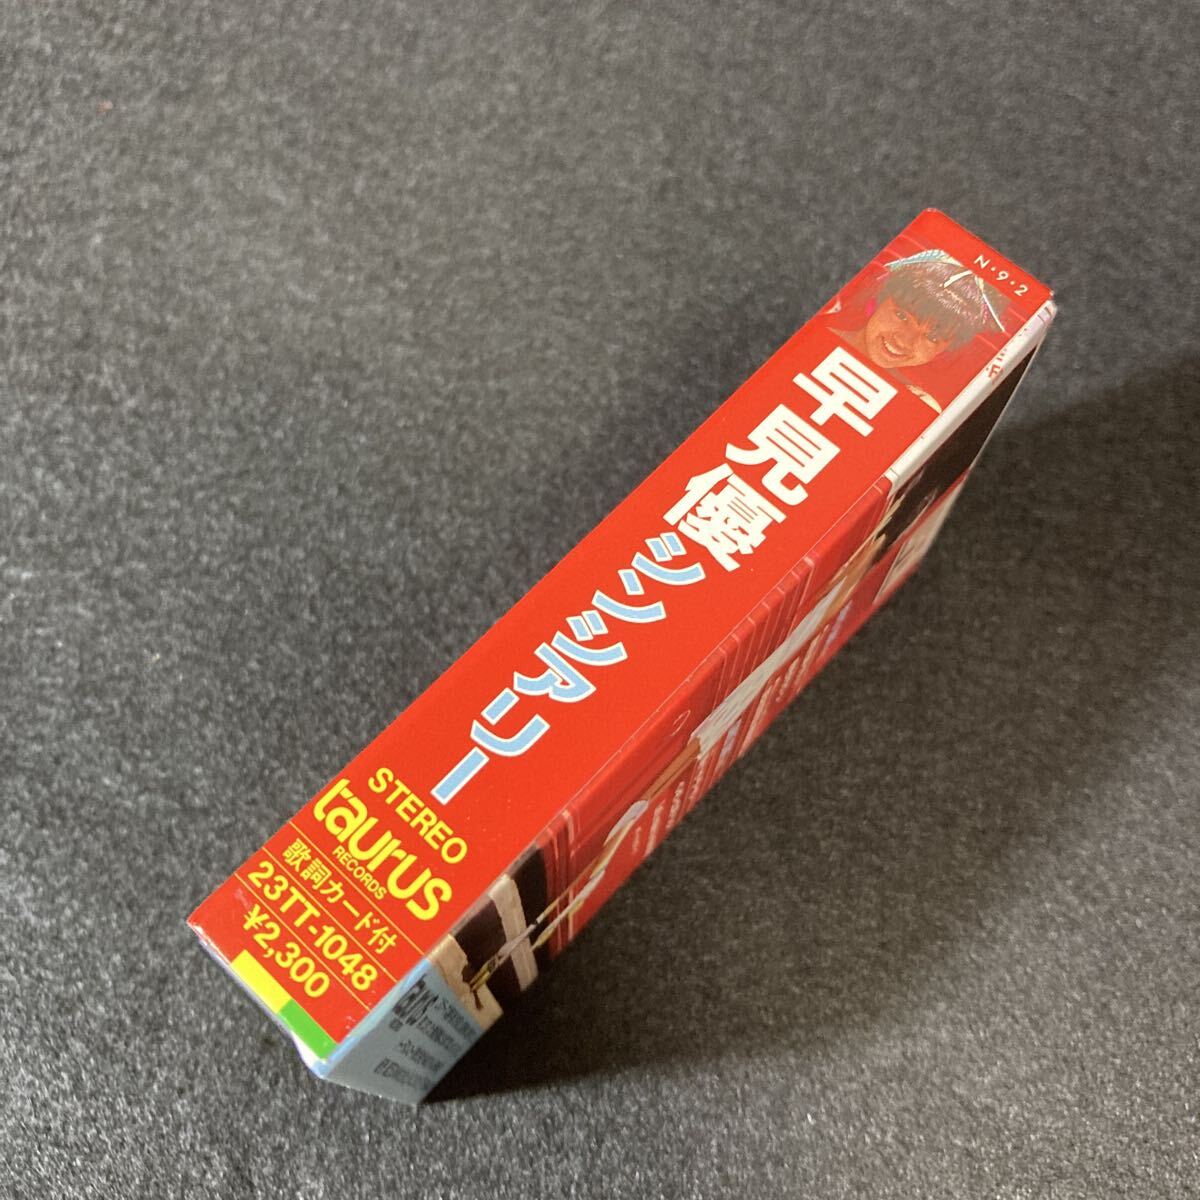 N・9・2
早見優
シンシアリー
STEREO
taurus
RECORDS
歌詞カード付
23TT-1048
¥2,300